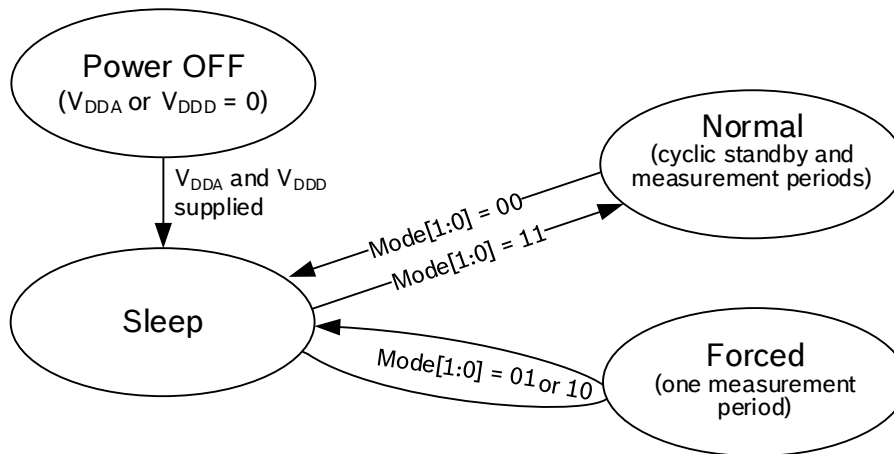 Power OFF
(VDDA or VDDD = 0)
VDDA and VDDD
supplied
Normal
(cyclic standby and
measurement periods)
Mode[1:0] = 00
Mode[1:0] = 11
Sleep
Mode[1:0] = 01 or 10
Forced
(one measurement
period)